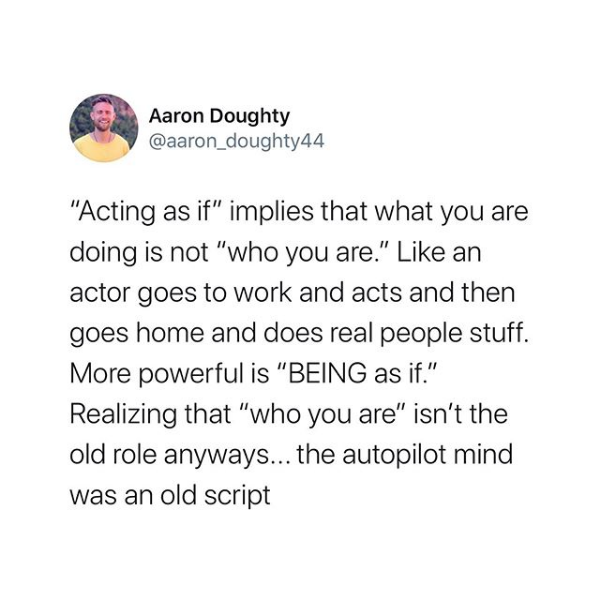 Aaron Doughty
@aaron_doughty44
"Acting as if" implies that what you are
doing is not "who you are." Like an
actor goes to work and acts and then
goes home and does real people stuff.
More powerful is "BEING as if."
Realizing that "who you are" isn't the
old role anyways... the autopilot mind
was an old script